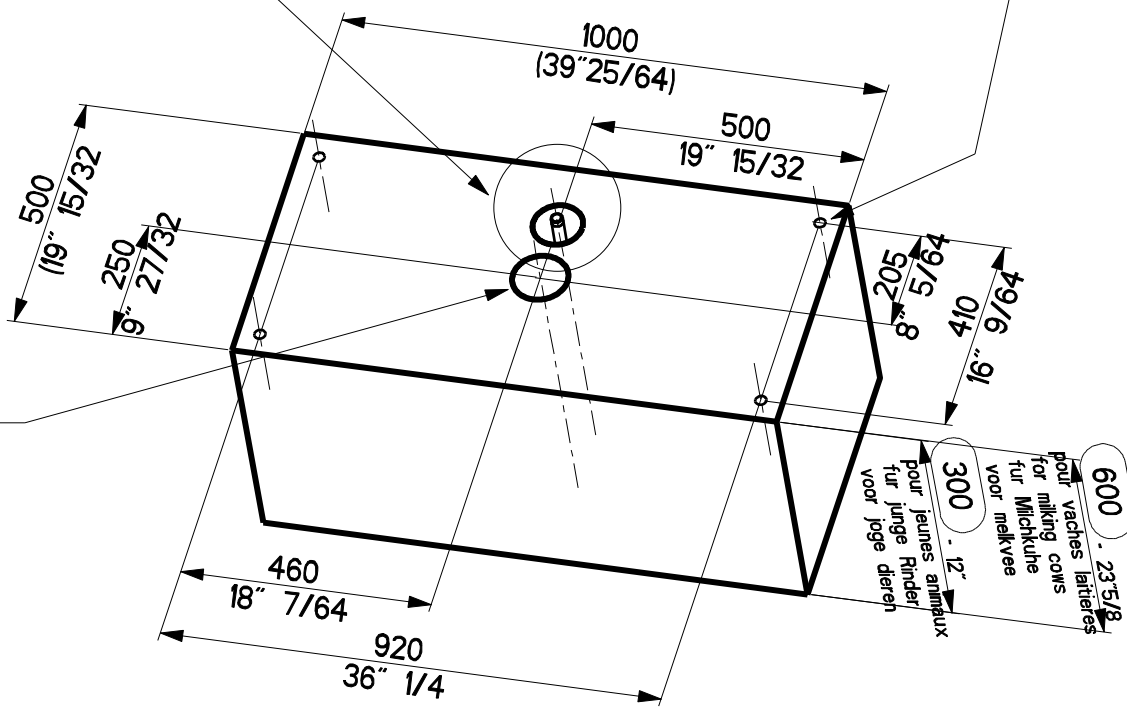 1000
(39"25/64)
500
19" 15/32
500
(19" 15/32
250
9" 27/32
205
8" 5/64
410
16" 9/64
600 - 23"5/8
pour vaches laitieres
for milking cows
fur Milchkuhe
voor melkvee
300 - 12"
pour jeunes animaux
fur junge Rinder
voor joge dieren
460
18" 7/64
920
36" 1/4